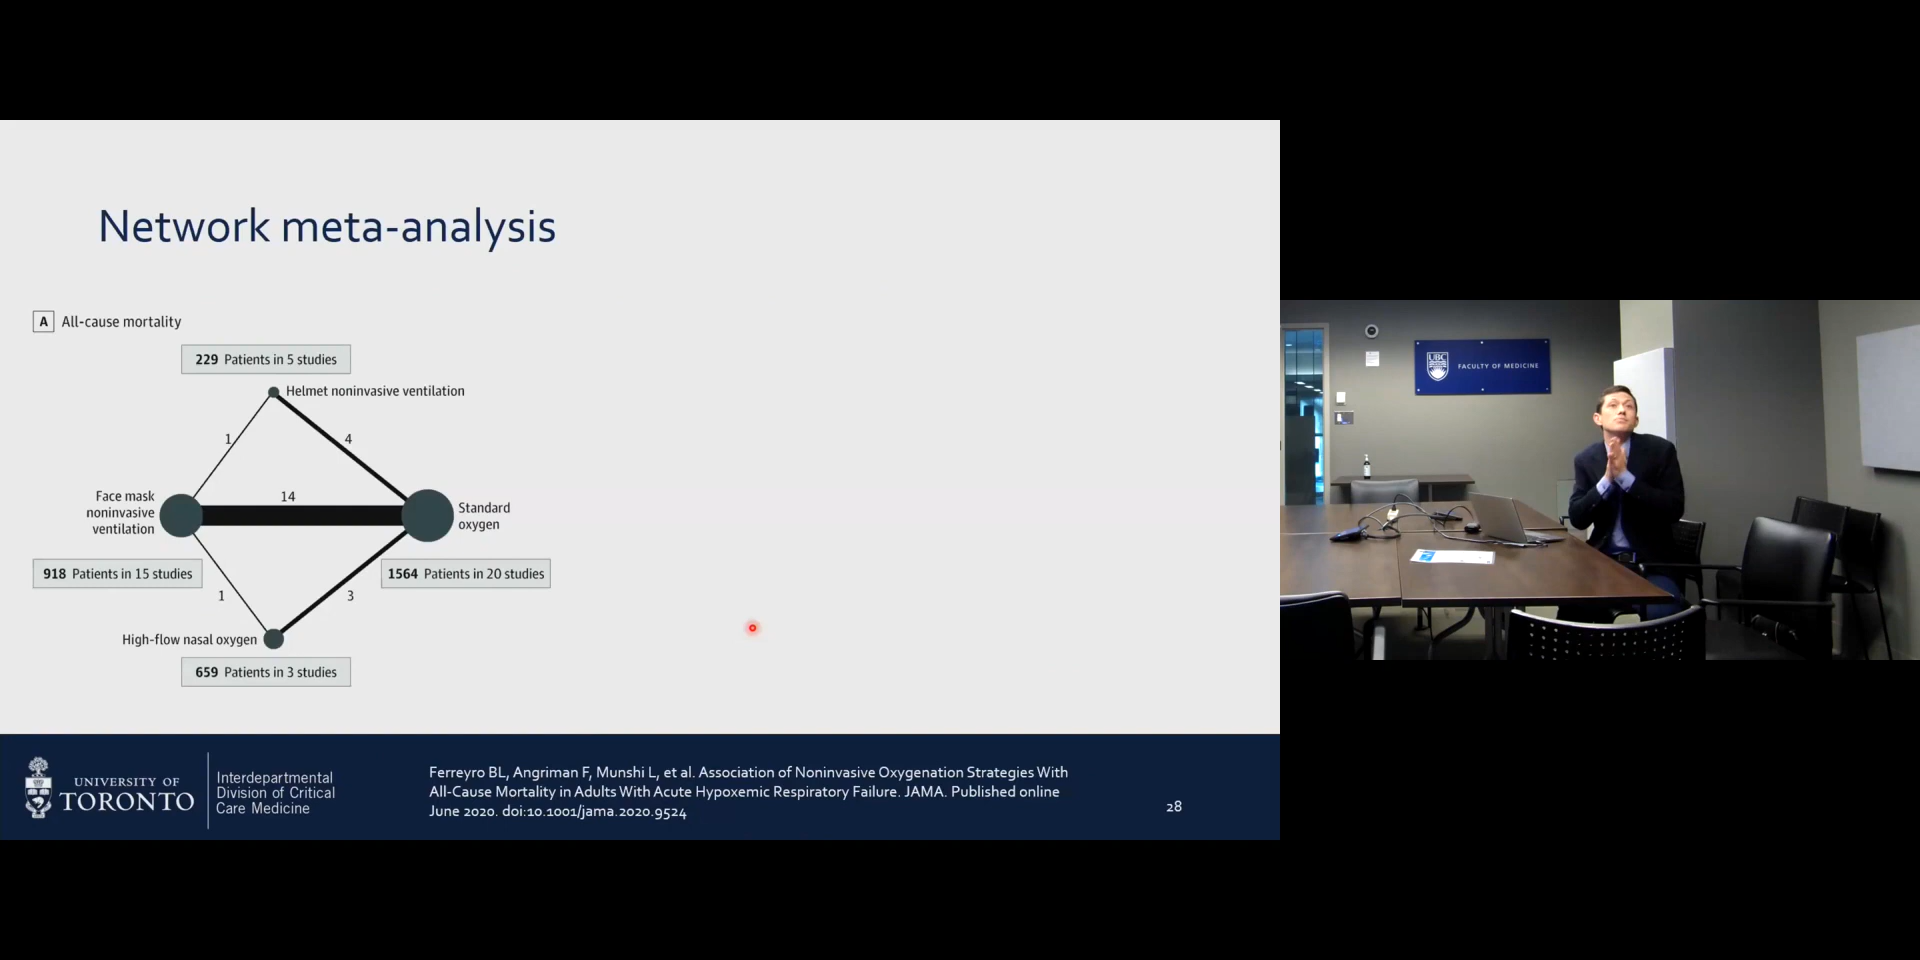 Network meta-analysis
A All-cause mortality
229 Patients in 5 studies
Helmet noninvasive ventilation
1
4
14
Face mask
noninvasive
ventilation
Standard
oxygen
918 Patients in 15 studies
1564 Patients in 20 studies
1
3
High-flow nasal oxygen
659 Patients in 3 studies
UNIVERSITY OF
TORONTO
Interdepartmental
Division of Critical
Care Medicine
Ferreyro BL, Angriman F, Munshi L, et al. Association of Noninvasive Oxygenation Strategies With
All-Cause Mortality in Adults With Acute Hypoxemic Respiratory Failure. JAMA. Published online
June 2020. doi:10.1001/jama.2020.9524
28
UBC
FACULTY OF MEDICINE